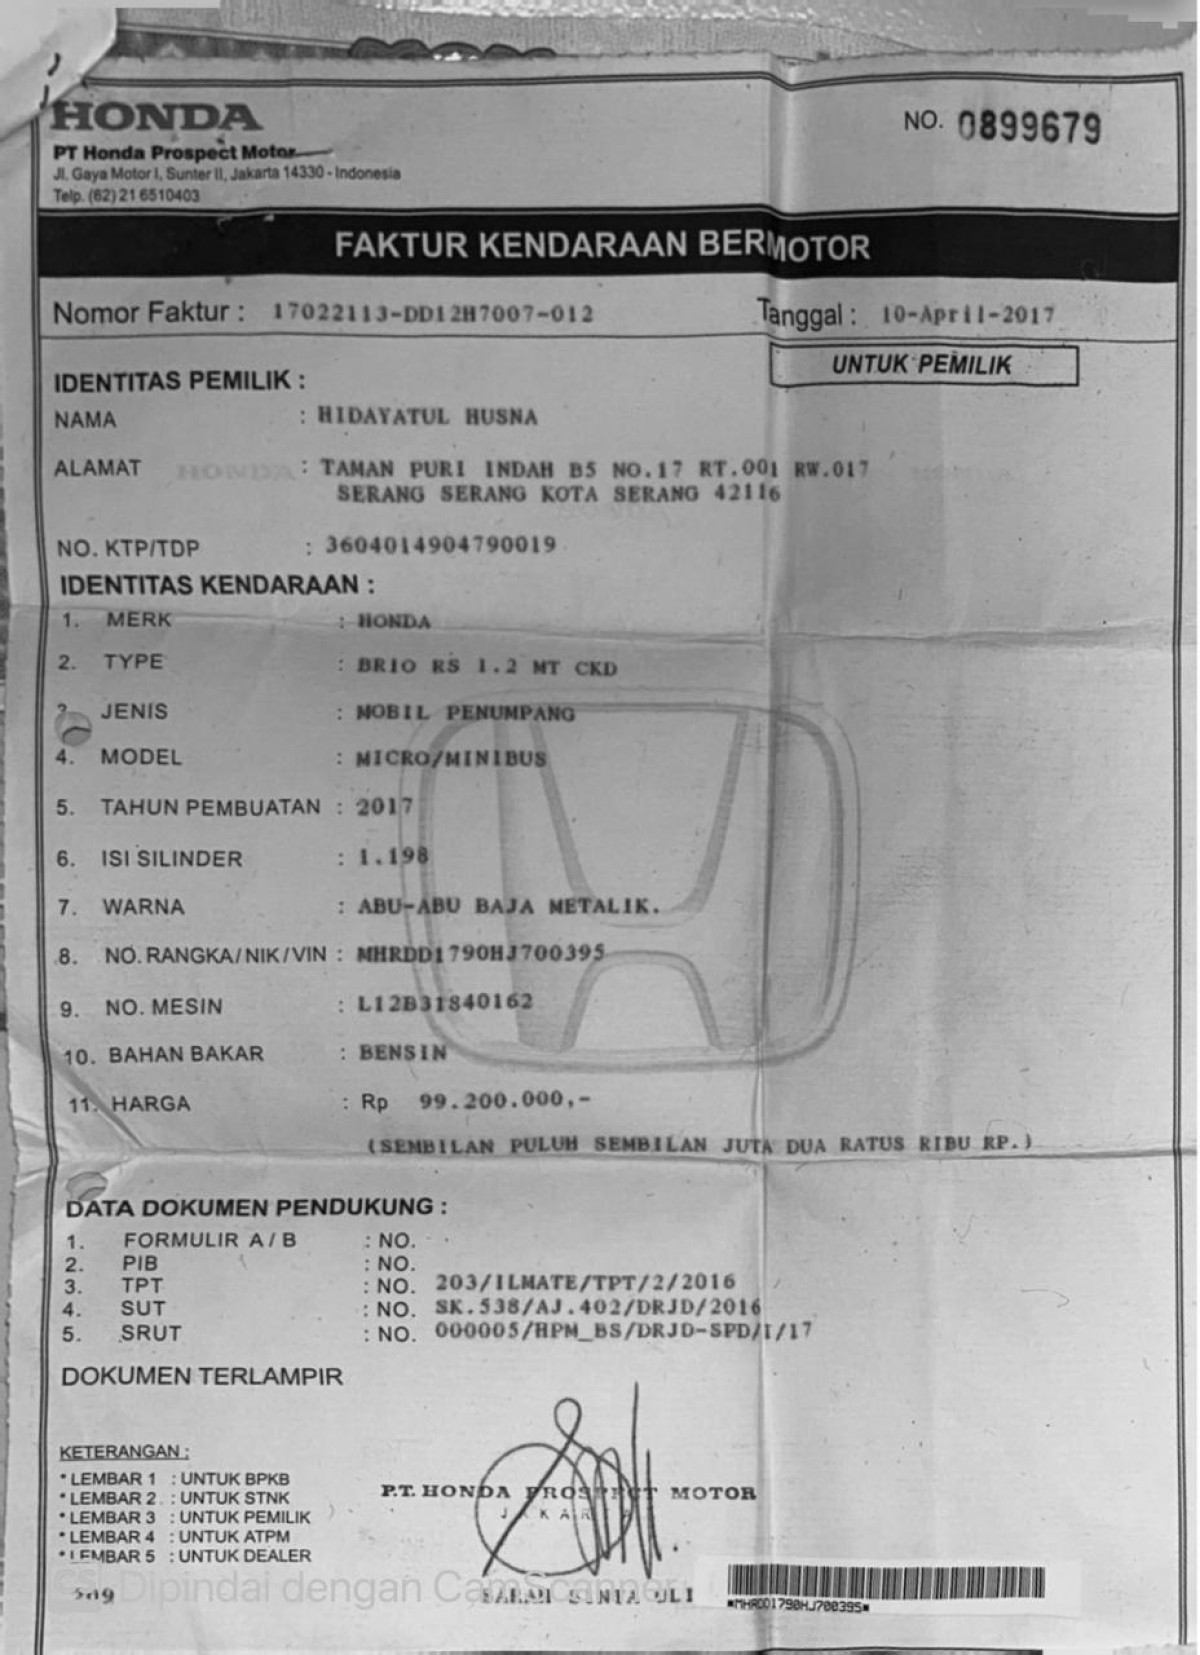 HONDA
PT Honda Prospect Motor
Jl. Gaya Motor I, Sunter II, Jakarta 14330 - Indonesia
Telp. (62) 21 6510403
NO. 0899679
FAKTUR KENDARAAN BERMOTOR
Nomor Faktur : 17022113-DD12H7007-012
Tanggal : 10-April-2017
UNTUK PEMILIK
IDENTITAS PEMILIK :
NAMA : HIDAYATUL HUSNA
ALAMAT : TAMAN PURI INDAH B5 NO.17 RT.001 RW.017
SERANG SERANG KOTA SERANG 42116
NO. KTP/TDP : 3604014904790019
IDENTITAS KENDARAAN :
1. MERK : HONDA
2. TYPE : BRIO RS 1.2 MT CKD
JENIS : MOBIL PENUMPANG
4. MODEL : MICRO/MINIBUS
5. TAHUN PEMBUATAN : 2017
6. ISI SILINDER : 1.198
7. WARNA : ABU-ABU BAJA METALIK.
8. NO. RANGKA/NIK/VIN : MHRDD1790HJ700395
9. NO. MESIN : L12B31840162
10. BAHAN BAKAR : BENSIN
11. HARGA : Rp 99.200.000,-
(SEMBILAN PULUH SEMBILAN JUTA DUA RATUS RIBU RP.)
DATA DOKUMEN PENDUKUNG :
1. FORMULIR A / B : NO.
2. PIB : NO.
3. TPT : NO. 203/ILMATE/TPT/2/2016
4. SUT : NO. SK.538/AJ.402/DRJD/2016
5. SRUT : NO. 000005/HPM_BS/DRJD-SPD/I/17
DOKUMEN TERLAMPIR
KETERANGAN :
* LEMBAR 1 : UNTUK BPKB
* LEMBAR 2 : UNTUK STNK
* LEMBAR 3 : UNTUK PEMILIK
* LEMBAR 4 : UNTUK ATPM
* LEMBAR 5 : UNTUK DEALER
P.T. HONDA PROSPECT MOTOR
JAKARTA
Dipindai dengan CamScanner
ULI
*MHRDD1790HJ700395*